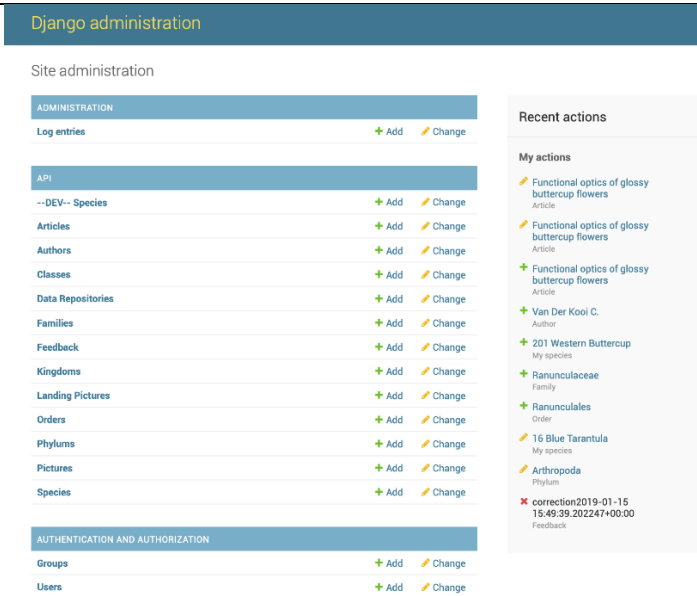 Django administration
Site administration
ADMINISTRATION
Log entries Add Change
API
--DEV-- Species Add Change
Articles Add Change
Authors Add Change
Classes Add Change
Data Repositories Add Change
Families Add Change
Feedback Add Change
Kingdoms Add Change
Landing Pictures Add Change
Orders Add Change
Phylums Add Change
Pictures Add Change
Species Add Change
AUTHENTICATION AND AUTHORIZATION
Groups Add Change
Users Add Change
Recent actions
My actions
Functional optics of glossy
buttercup flowers
Article
Functional optics of glossy
buttercup flowers
Article
Functional optics of glossy
buttercup flowers
Article
Van Der Kooi C.
Author
201 Western Buttercup
My species
Ranunculaceae
Family
Ranunculales
Order
16 Blue Tarantula
My species
Arthropoda
Phylum
correction2019-01-15
15:49:39.202247+00:00
Feedback